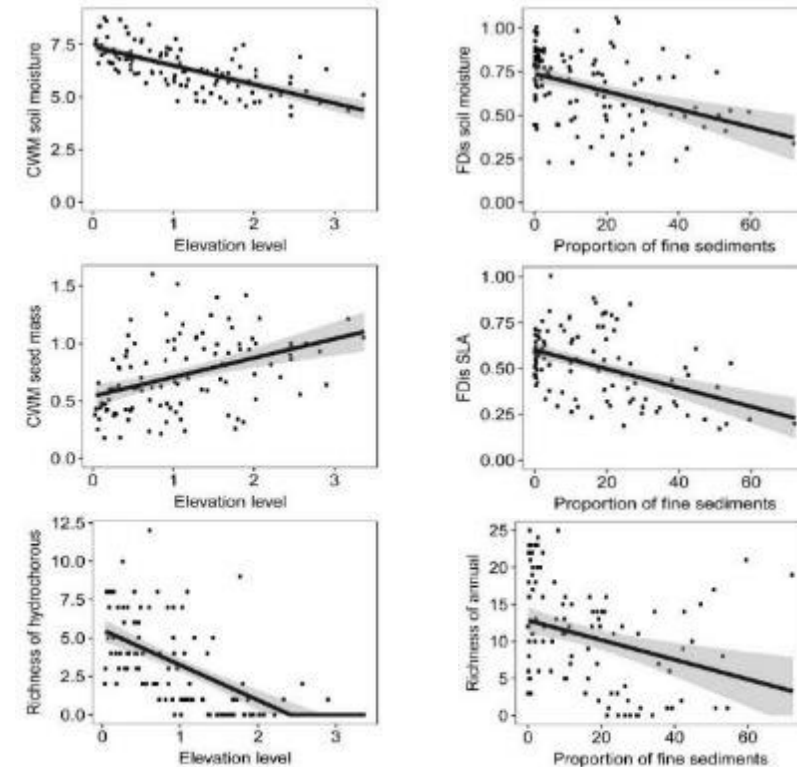 CWM soil moisture
7.5
5.0
2.5
0.0
0 1 2 3
Elevation level
FDis soil moisture
1.00
0.75
0.50
0.25
0.00
0 20 40 60
Proportion of fine sediments
CWM seed mass
1.5
1.0
0.5
0.0
0 1 2 3
Elevation level
FDis SLA
1.00
0.75
0.50
0.25
0.00
0 20 40 60
Proportion of fine sediments
Richness of hydrochorous
12.5
10.0
7.5
5.0
2.5
0.0
0 1 2 3
Elevation level
Richness of annual
25
20
15
10
5
0
0 20 40 60
Proportion of fine sediments